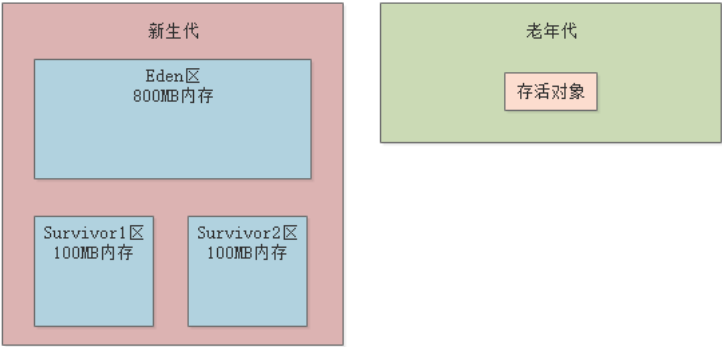 新生代
Eden区
800MB内存
Survivor1区
100MB内存
Survivor2区
100MB内存
老年代
存活对象